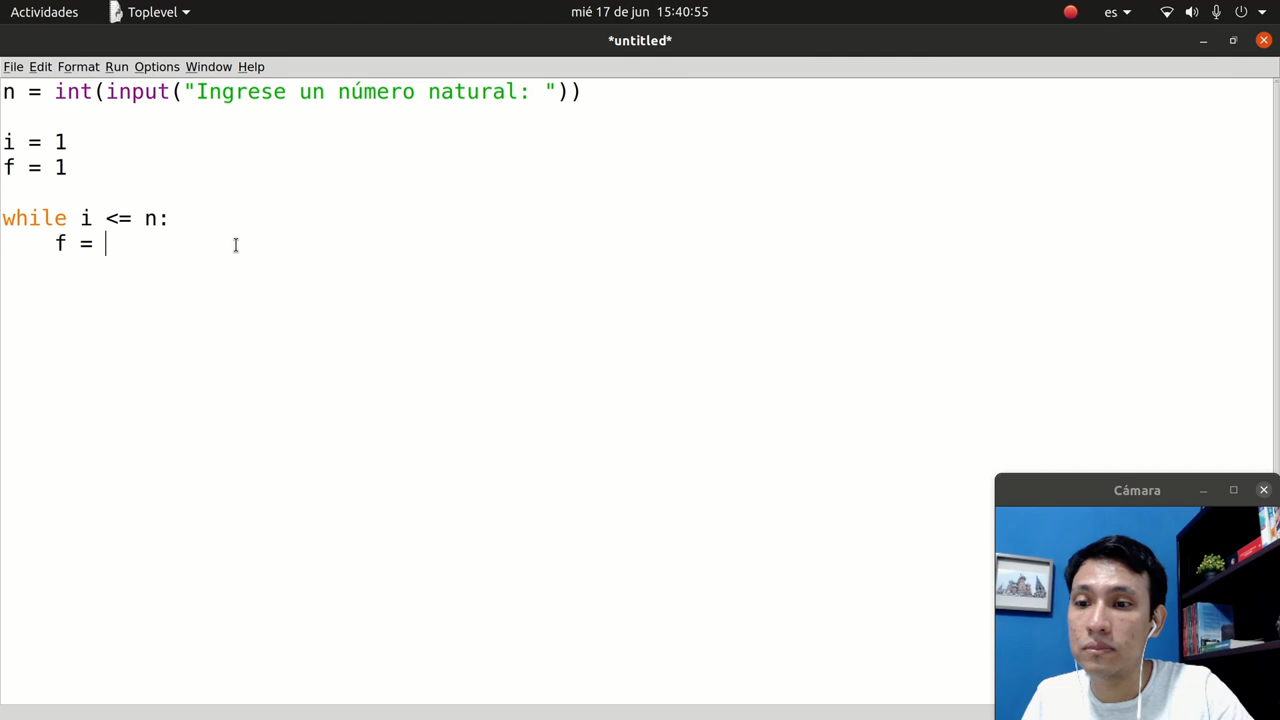 Actividades Toplevel mié 17 de jun 15:40:55 es
*untitled*
File Edit Format Run Options Window Help
n = int(input("Ingrese un número natural: "))
i = 1
f = 1
while i <= n:
    f =
Cámara